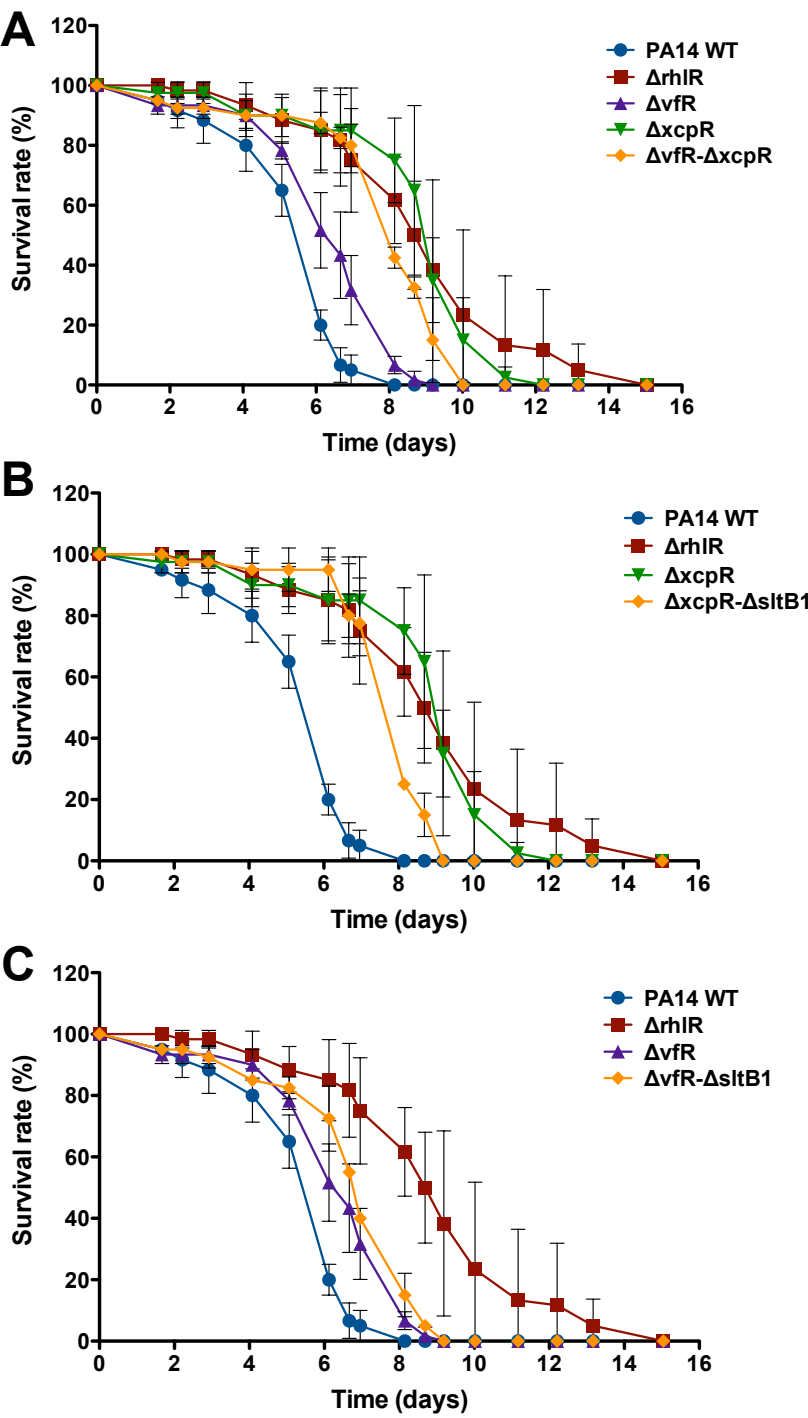 A
120
100
80
60
40
20
0
Survival rate (%)
0 2 4 6 8 10 12 14 16
Time (days)
PA14 WT
ΔrhlR
ΔvfR
ΔxcpR
ΔvfR-ΔxcpR
B
120
100
80
60
40
20
0
Survival rate (%)
0 2 4 6 8 10 12 14 16
Time (days)
PA14 WT
ΔrhlR
ΔxcpR
ΔxcpR-ΔsltB1
C
120
100
80
60
40
20
0
Survival rate (%)
0 2 4 6 8 10 12 14 16
Time (days)
PA14 WT
ΔrhlR
ΔvfR
ΔvfR-ΔsltB1